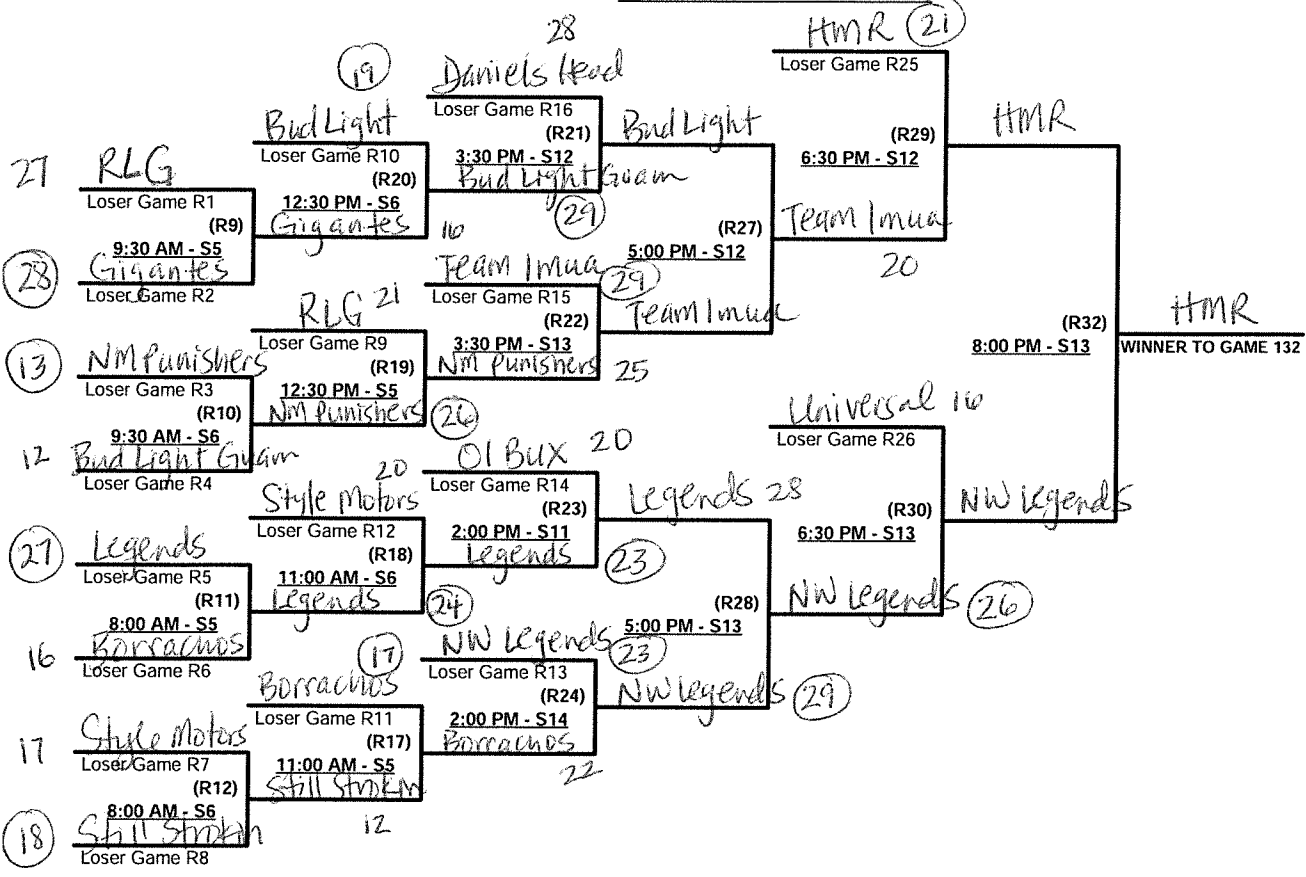 28
HMR 21
19
Daniels Head
Loser Game R25
Loser Game R16
Bud Light
(R21)
Bud Light
(R29)
HMR
27
RLG
Loser Game R10
3:30 PM - S12
6:30 PM - S12
(R20)
Bud Light Guam
Loser Game R1
12:30 PM - S6
29
(R9)
Gigantes
16
(R27)
Team Imua
9:30 AM - S5
5:00 PM - S12
28
Gigantes
Team Imua 29
20
Loser Game R2
RLG 21
Loser Game R15
(R22)
Team Imua
HMR
13
NM Punishers
Loser Game R9
3:30 PM - S13
(R32)
8:00 PM - S13
WINNER TO GAME 132
(R19)
NM Punishers
25
Loser Game R3
12:30 PM - S5
(R10)
NM Punishers
26
Universal 16
9:30 AM - S6
Loser Game R26
12
Bud Light Guam
Ol Bux 20
Loser Game R4
20
Loser Game R14
Style Motors
(R23)
Legends 28
(R30)
NW Legends
27
Legends
Loser Game R12
2:00 PM - S11
6:30 PM - S13
(R18)
Legends
23
Loser Game R5
11:00 AM - S6
(R11)
Legends
24
(R28)
NW Legends
26
8:00 AM - S5
5:00 PM - S13
16
Borrachos
17
NW Legends
23
Loser Game R6
Loser Game R13
Borrachos
(R24)
NW Legends
29
Loser Game R11
2:00 PM - S14
17
Style Motors
(R17)
Borrachos
Loser Game R7
11:00 AM - S5
22
(R12)
Still Strokin
8:00 AM - S6
12
18
Still Strokin
Loser Game R8